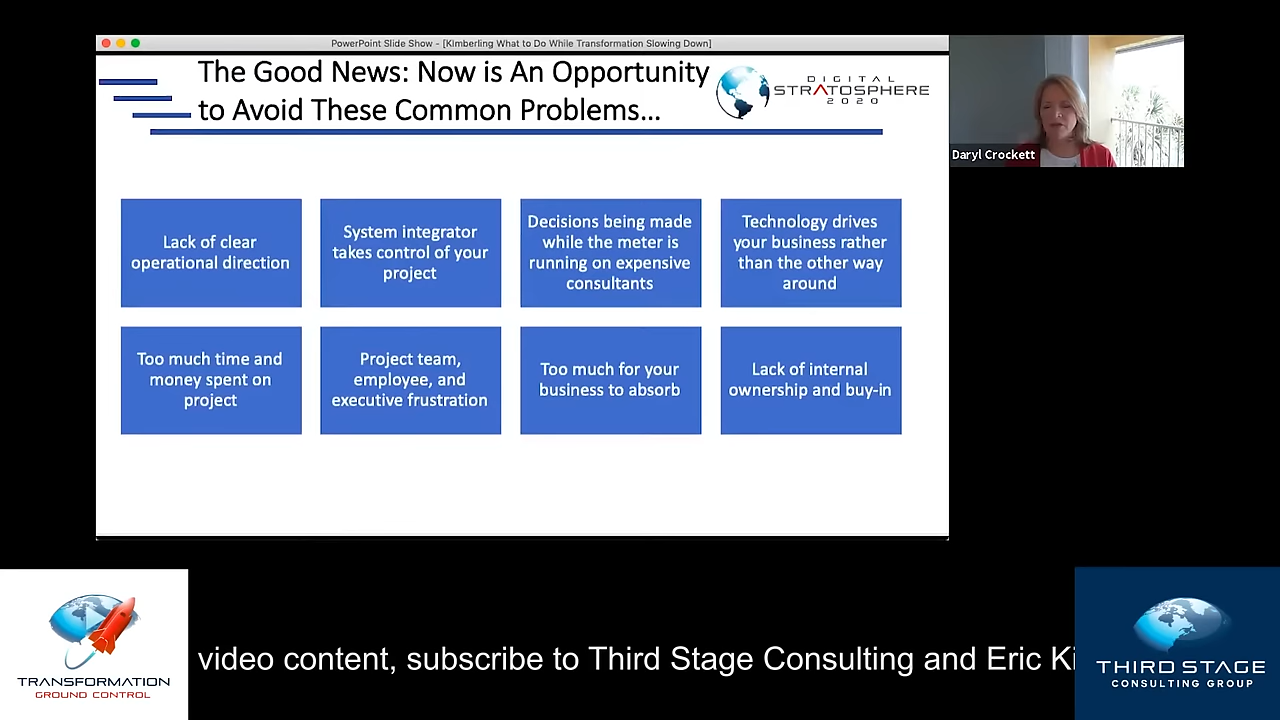 PowerPoint Slide Show - [Kimberling What to Do While Transformation Slowing Down]
The Good News: Now is An Opportunity
to Avoid These Common Problems...
DIGITAL
STRATOSPHERE
2020
Daryl Crockett
Lack of clear
operational direction
System integrator
takes control of your
project
Decisions being made
while the meter is
running on expensive
consultants
Technology drives
your business rather
than the other way
around
Too much time and
money spent on
project
Project team,
employee, and
executive frustration
Too much for your
business to absorb
Lack of internal
ownership and buy-in
TRANSFORMATION
GROUND CONTROL
video content, subscribe to Third Stage Consulting and Eric Ki
THIRD STAGE
CONSULTING GROUP